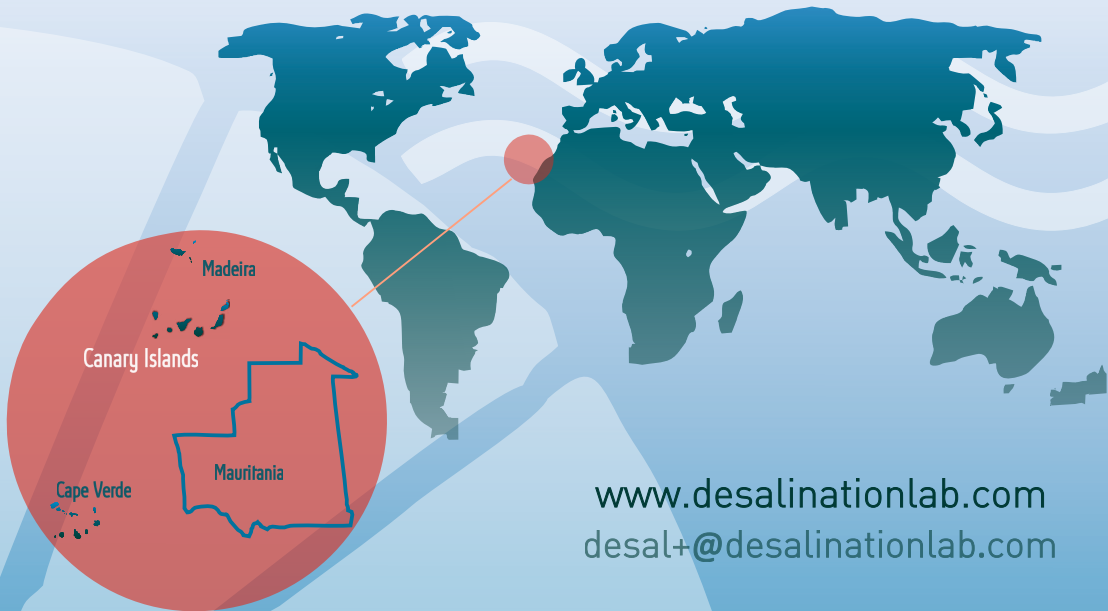 Madeira
Canary Islands
Mauritania
Cape Verde
www.desalinationlab.com
desal+@desalinationlab.com